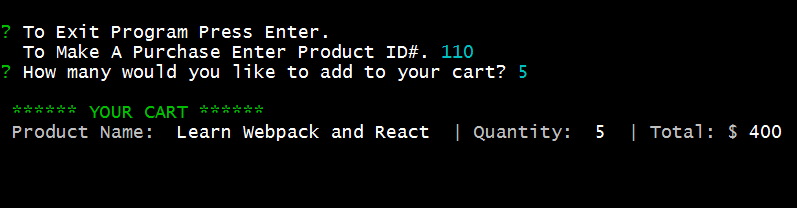 ? To Exit Program Press Enter.
To Make A Purchase Enter Product ID#. 110
? How many would you like to add to your cart? 5
****** YOUR CART ******
Product Name:  Learn Webpack and React  | Quantity:  5  | Total: $ 400